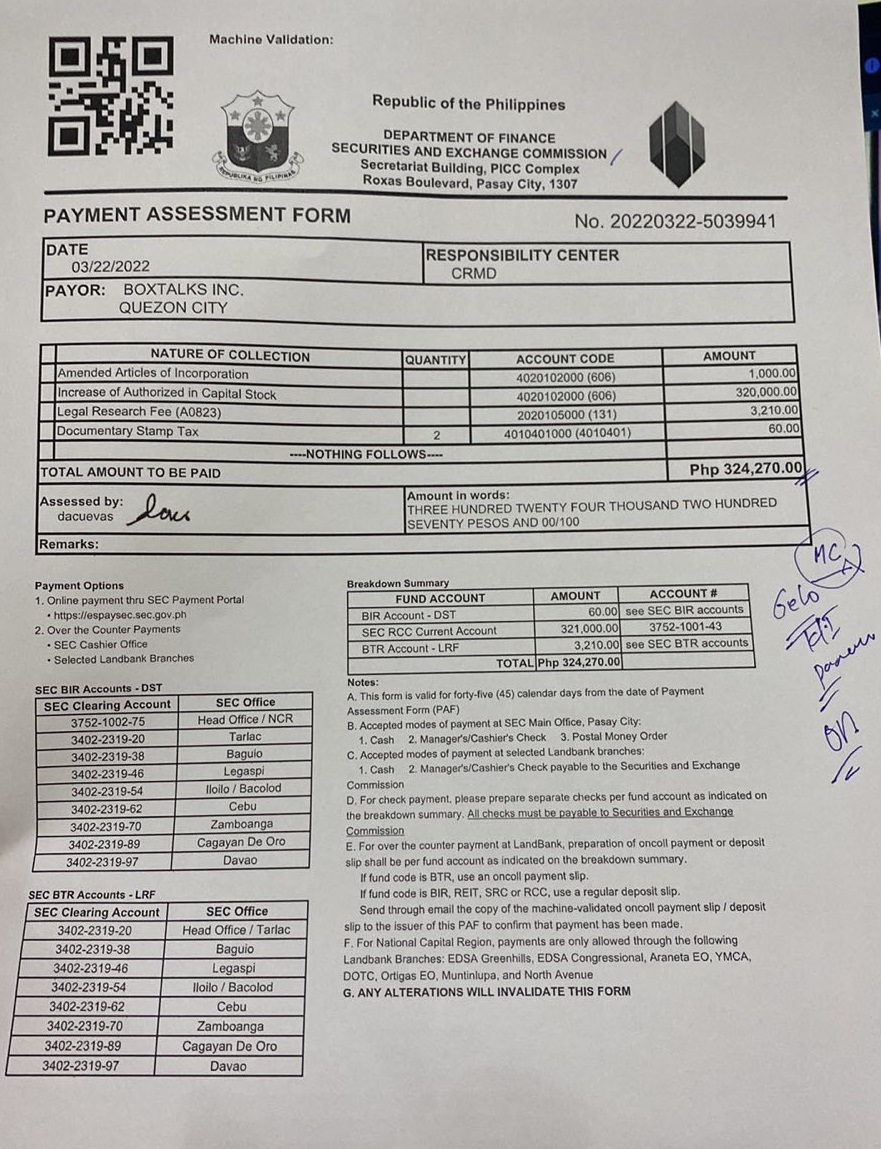 Machine Validation:
Republic of the Philippines
DEPARTMENT OF FINANCE
SECURITIES AND EXCHANGE COMMISSION
Secretariat Building, PICC Complex
Roxas Boulevard, Pasay City, 1307
REPUBLIKA NG PILIPINAS
PAYMENT ASSESSMENT FORM No. 20220322-5039941
DATE RESPONSIBILITY CENTER
03/22/2022 CRMD
PAYOR: BOXTALKS INC.
QUEZON CITY
NATURE OF COLLECTION QUANTITY ACCOUNT CODE AMOUNT
Amended Articles of Incorporation 4020102000 (606) 1,000.00
Increase of Authorized in Capital Stock 4020102000 (606) 320,000.00
Legal Research Fee (A0823) 2020105000 (131) 3,210.00
Documentary Stamp Tax 2 4010401000 (4010401) 60.00
----NOTHING FOLLOWS----
TOTAL AMOUNT TO BE PAID Php 324,270.00
Assessed by:
dacuevas
Amount in words:
THREE HUNDRED TWENTY FOUR THOUSAND TWO HUNDRED
SEVENTY PESOS AND 00/100
Remarks:
MC
Gelo
ON
Payment Options
1. Online payment thru SEC Payment Portal
• https://espaysec.sec.gov.ph
2. Over the Counter Payments
• SEC Cashier Office
• Selected Landbank Branches
SEC BIR Accounts - DST
SEC Clearing Account SEC Office
3752-1002-75 Head Office / NCR
3402-2319-20 Tarlac
3402-2319-38 Baguio
3402-2319-46 Legaspi
3402-2319-54 Iloilo / Bacolod
3402-2319-62 Cebu
3402-2319-70 Zamboanga
3402-2319-89 Cagayan De Oro
3402-2319-97 Davao
SEC BTR Accounts - LRF
SEC Clearing Account SEC Office
3402-2319-20 Head Office / Tarlac
3402-2319-38 Baguio
3402-2319-46 Legaspi
3402-2319-54 Iloilo / Bacolod
3402-2319-62 Cebu
3402-2319-70 Zamboanga
3402-2319-89 Cagayan De Oro
3402-2319-97 Davao
Breakdown Summary
FUND ACCOUNT AMOUNT ACCOUNT #
BIR Account - DST 60.00 see SEC BIR accounts
SEC RCC Current Account 321,000.00 3752-1001-43
BTR Account - LRF 3,210.00 see SEC BTR accounts
TOTAL Php 324,270.00
Notes:
A. This form is valid for forty-five (45) calendar days from the date of Payment
Assessment Form (PAF)
B. Accepted modes of payment at SEC Main Office, Pasay City:
1. Cash 2. Manager's/Cashier's Check 3. Postal Money Order
C. Accepted modes of payment at selected Landbank branches:
1. Cash 2. Manager's/Cashier's Check payable to the Securities and Exchange
Commission
D. For check payment, please prepare separate checks per fund account as indicated on
the breakdown summary. All checks must be payable to Securities and Exchange
Commission
E. For over the counter payment at LandBank, preparation of oncoll payment or deposit
slip shall be per fund account as indicated on the breakdown summary.
If fund code is BTR, use an oncoll payment slip.
If fund code is BIR, REIT, SRC or RCC, use a regular deposit slip.
Send through email the copy of the machine-validated oncoll payment slip / deposit
slip to the issuer of this PAF to confirm that payment has been made.
F. For National Capital Region, payments are only allowed through the following
Landbank Branches: EDSA Greenhills, EDSA Congressional, Araneta EO, YMCA,
DOTC, Ortigas EO, Muntinlupa, and North Avenue
G. ANY ALTERATIONS WILL INVALIDATE THIS FORM